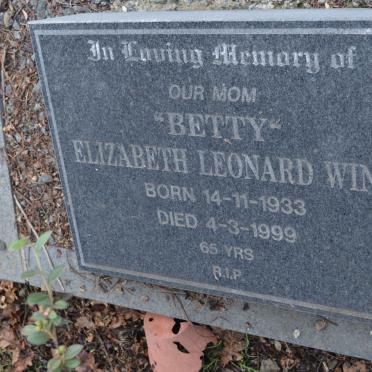 In Loving Memory of
OUR MOM
"BETTY"
ELIZABETH LEONARD WIN
BORN 14-11-1933
DIED 4-3-1999
65 YRS
R.I.P